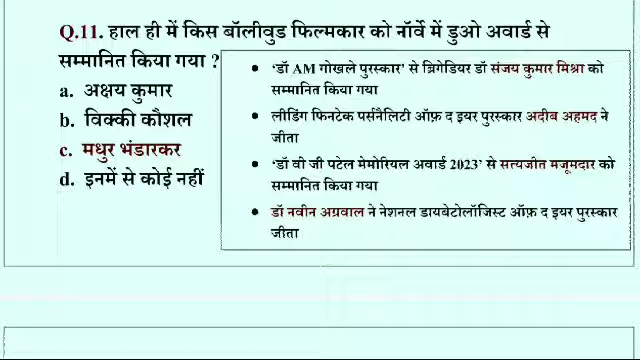 Q.11. हाल ही में किस बॉलीवुड फिल्मकार को नॉर्वे में डुओ अवार्ड से
सम्मानित किया गया ?
a. अक्षय कुमार
b. विक्की कौशल
c. मधुर भंडारकर
d. इनमें से कोई नहीं
• ‘डॉ AM गोखले पुरस्कार’ से ब्रिगेडियर डॉ संजय कुमार मिश्रा को
सम्मानित किया गया
• लीडिंग फिनटेक पर्सनैलिटी ऑफ़ द इयर पुरस्कार अदीब अहमद ने
जीता
• ‘डॉ वी जी पटेल मेमोरियल अवार्ड 2023’ से सत्यजीत मजूमदार को
सम्मानित किया गया
• डॉ नवीन अग्रवाल ने नेशनल डायबेटोलॉजिस्ट ऑफ़ द इयर पुरस्कार
जीता